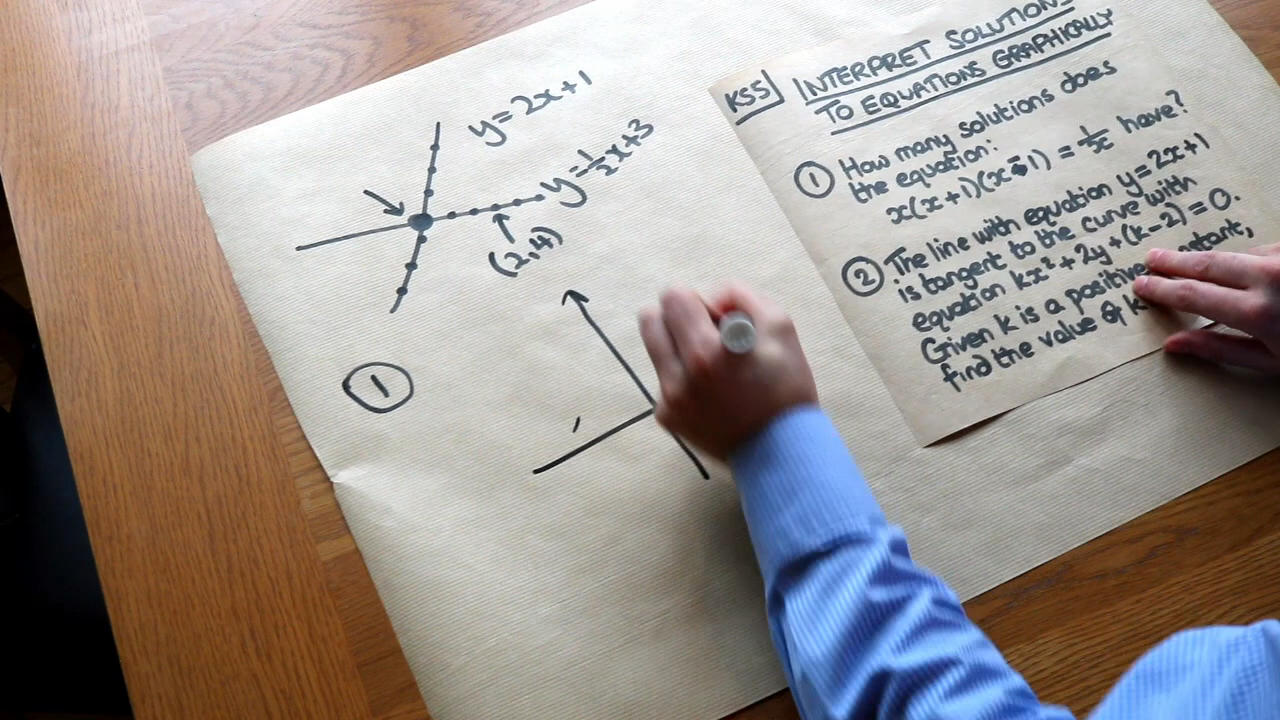 y=2x+1
y=½x+3
(2,4)
①
KS5
INTERPRET SOLUTIONS
TO EQUATIONS GRAPHICALLY
① How many solutions does
the equation:
x(x+1)(x-1) = 1/x have?
② The line with equation y=2x+1
is tangent to the curve with
equation kx²+2y+(k-2)=0.
Given k is a positive constant,
find the value of k